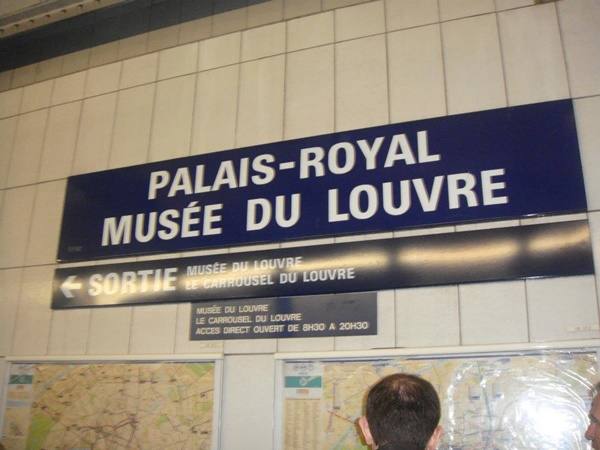 PALAIS-ROYAL
MUSÉE DU LOUVRE
← SORTIE MUSÉE DU LOUVRE
LE CARROUSEL DU LOUVRE
MUSÉE DU LOUVRE
LE CARROUSEL DU LOUVRE
ACCES DIRECT OUVERT DE 8H30 A 20H30